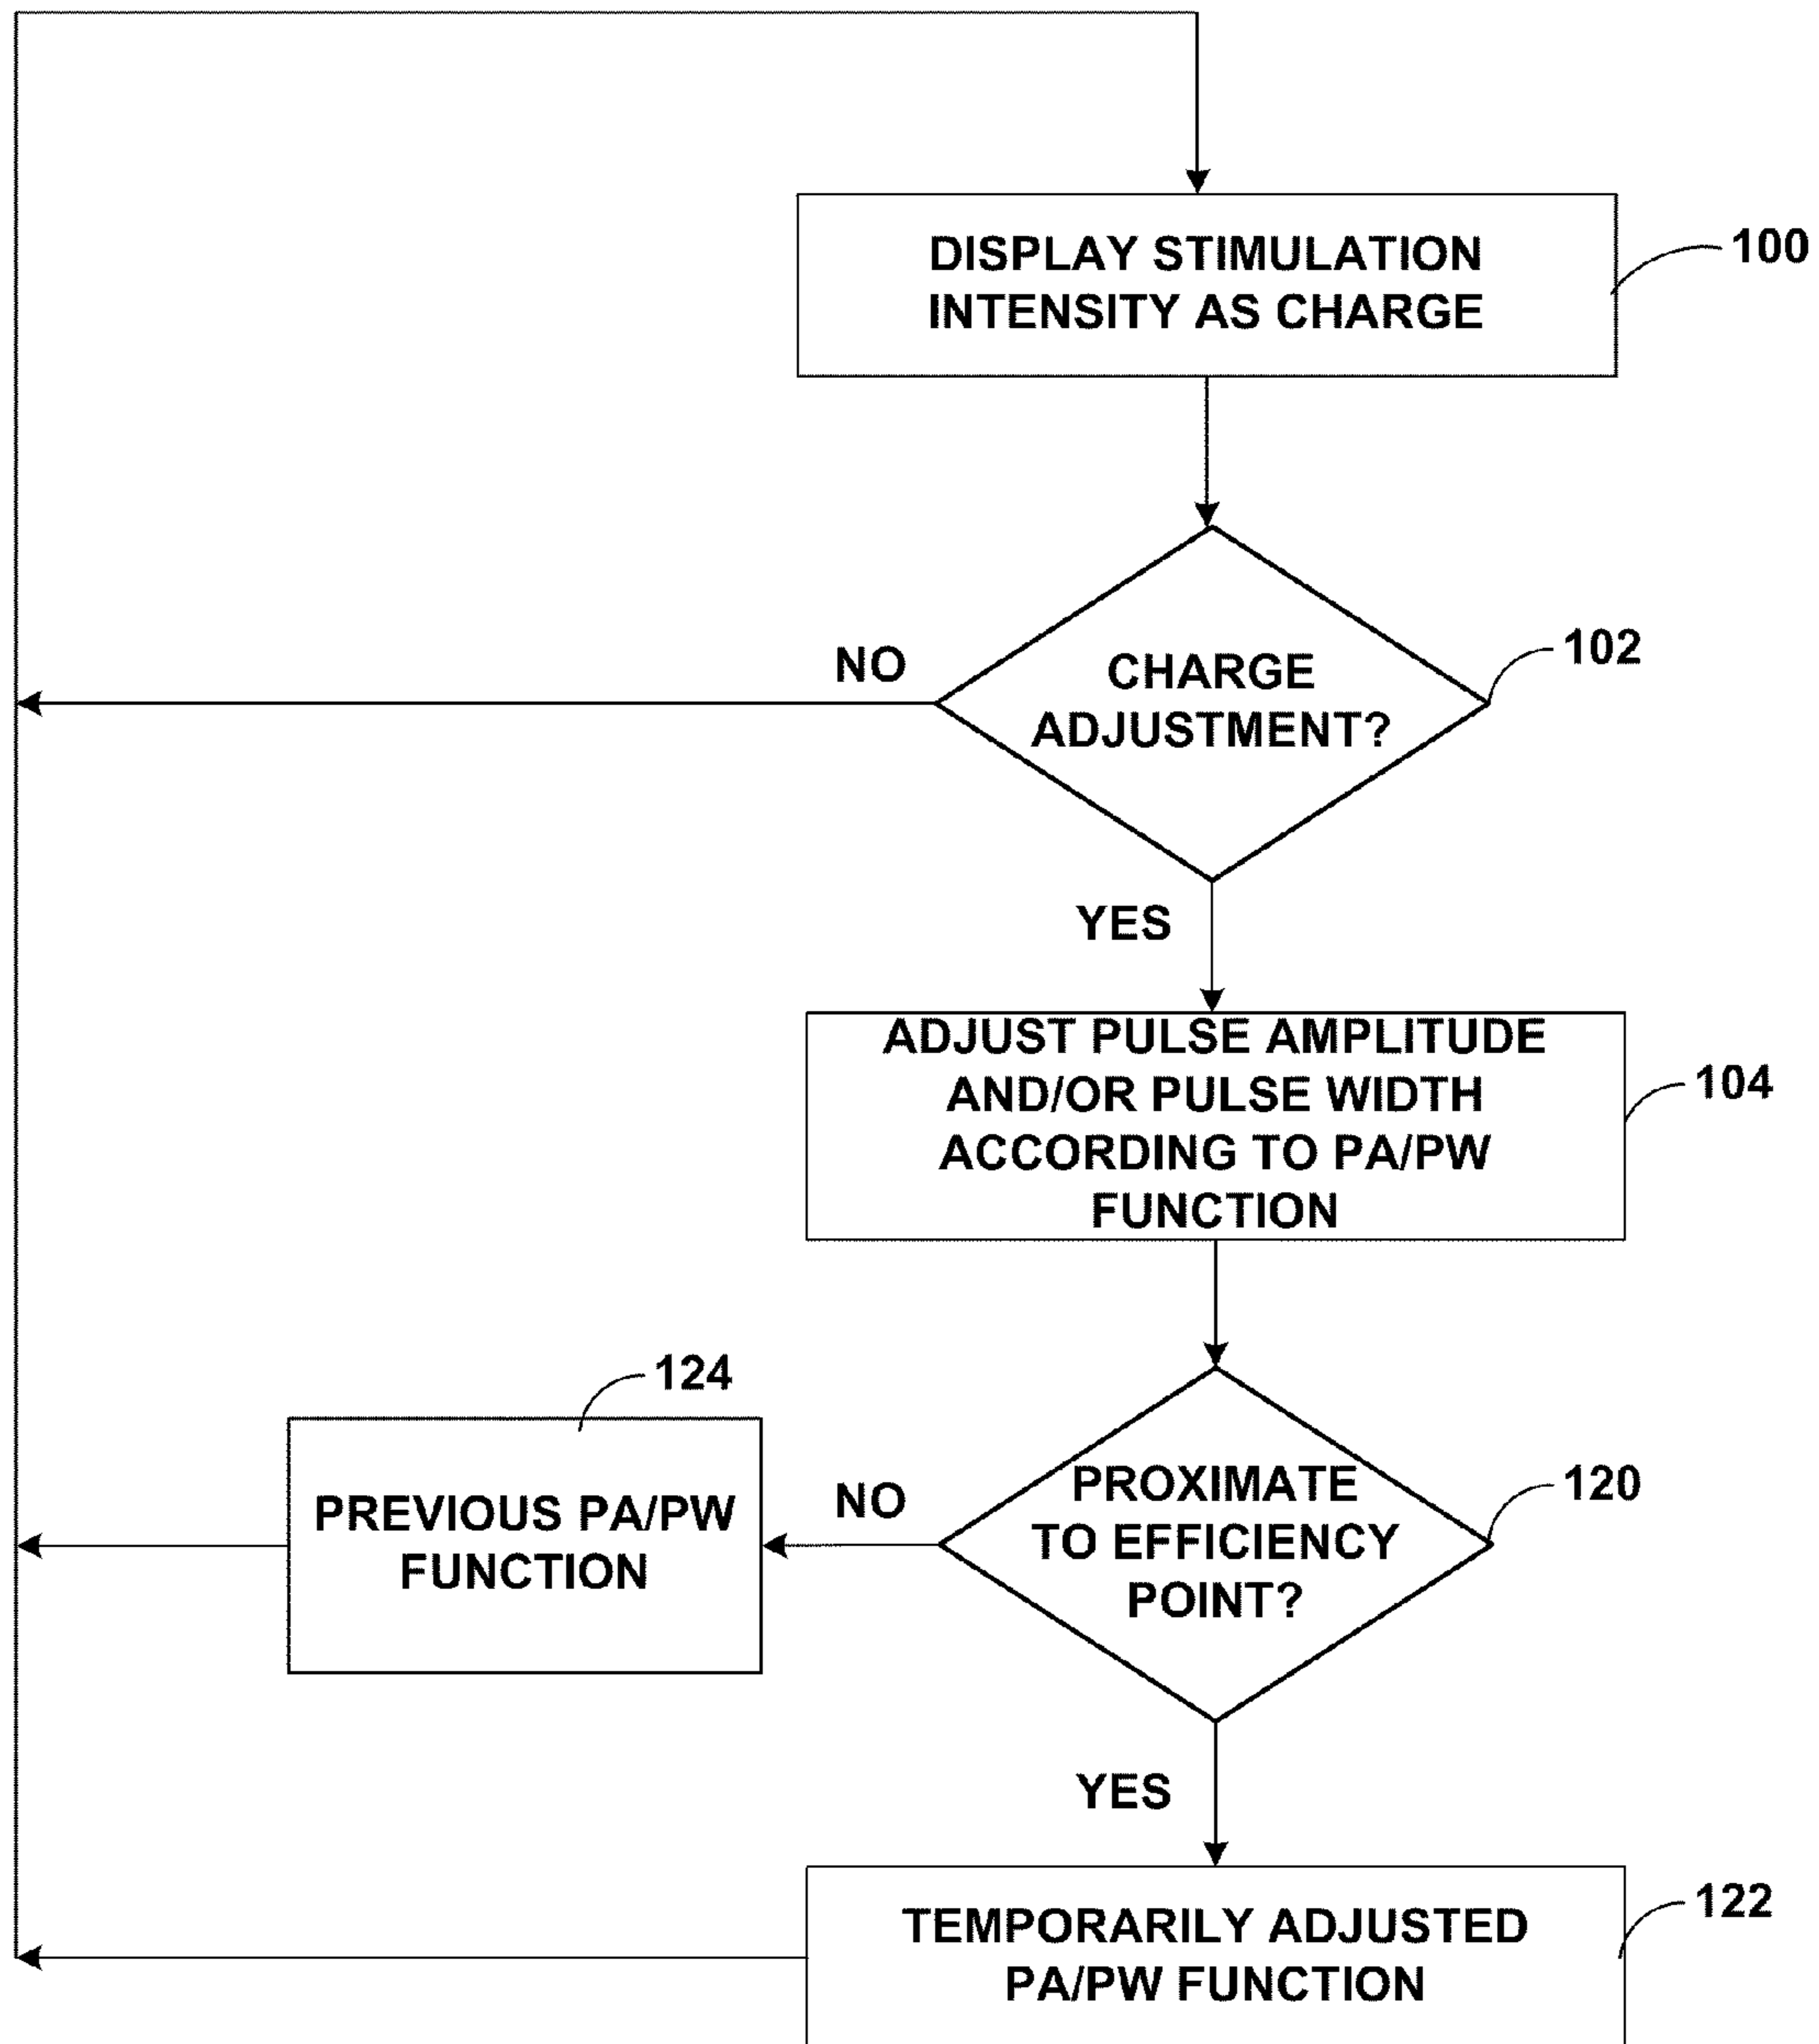 DISPLAY STIMULATION
INTENSITY AS CHARGE
100
CHARGE
ADJUSTMENT?
102
NO
YES
ADJUST PULSE AMPLITUDE
AND/OR PULSE WIDTH
ACCORDING TO PA/PW
FUNCTION
104
PROXIMATE
TO EFFICIENCY
POINT?
120
NO
124
PREVIOUS PA/PW
FUNCTION
YES
TEMPORARILY ADJUSTED
PA/PW FUNCTION
122